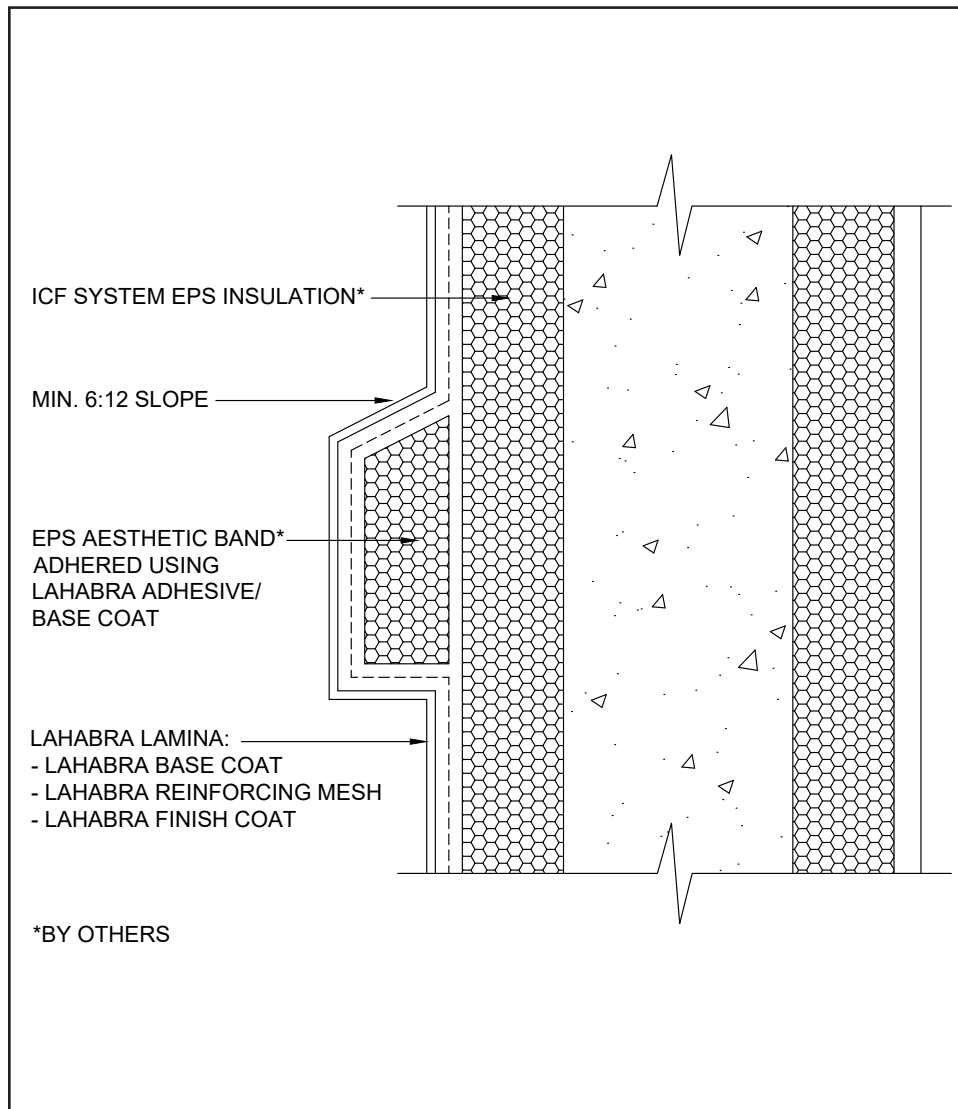 ICF SYSTEM EPS INSULATION*
MIN. 6:12 SLOPE
EPS AESTHETIC BAND*
ADHERED USING
LAHABRA ADHESIVE/
BASE COAT
LAHABRA LAMINA:
- LAHABRA BASE COAT
- LAHABRA REINFORCING MESH
- LAHABRA FINISH COAT
*BY OTHERS